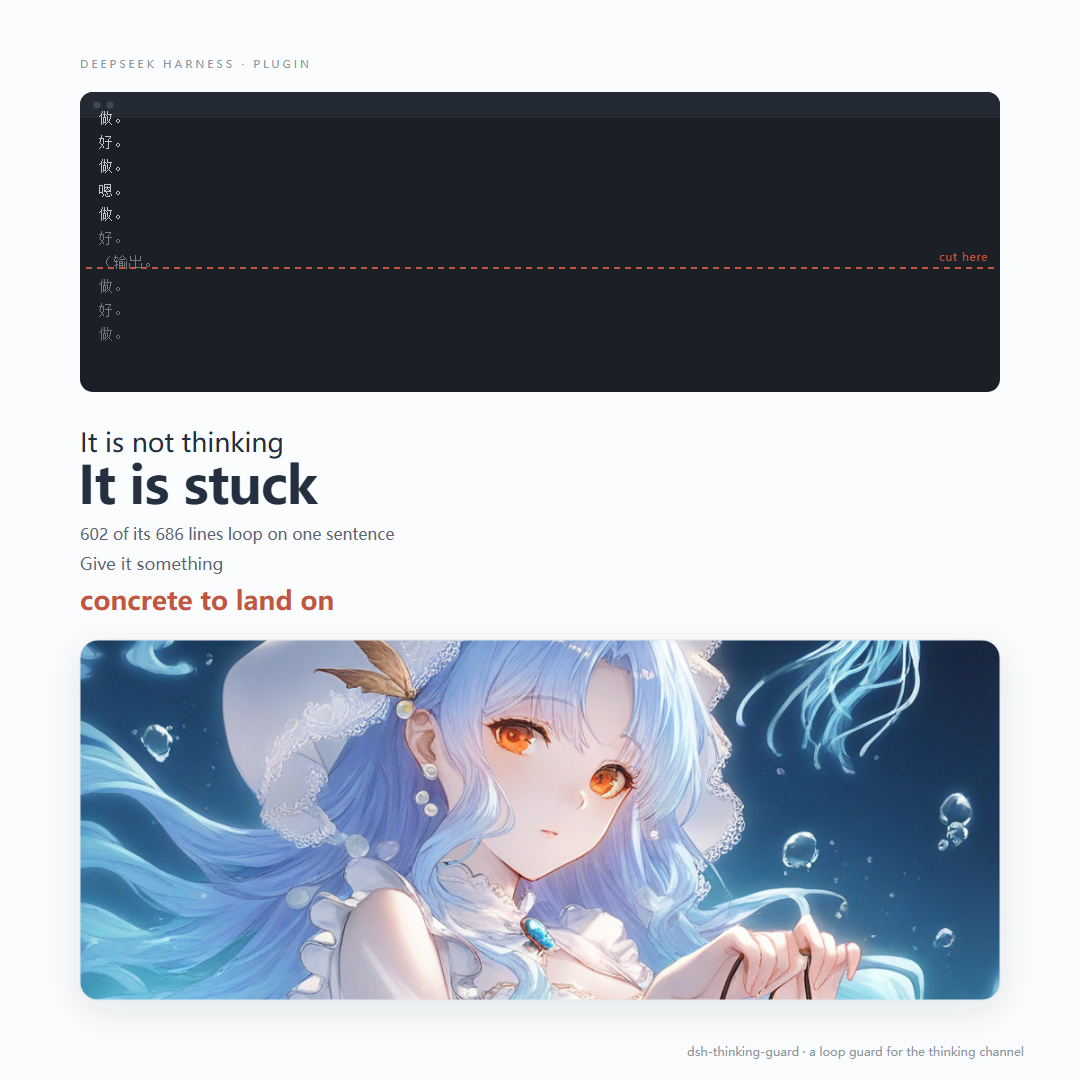 DEEPSEEK HARNESS · PLUGIN
做。
好。
做。
嗯。
做。
好。
（输出。
cut here
做。
好。
做。
It is not thinking
It is stuck
602 of its 686 lines loop on one sentence
Give it something
concrete to land on
dsh-thinking-guard · a loop guard for the thinking channel